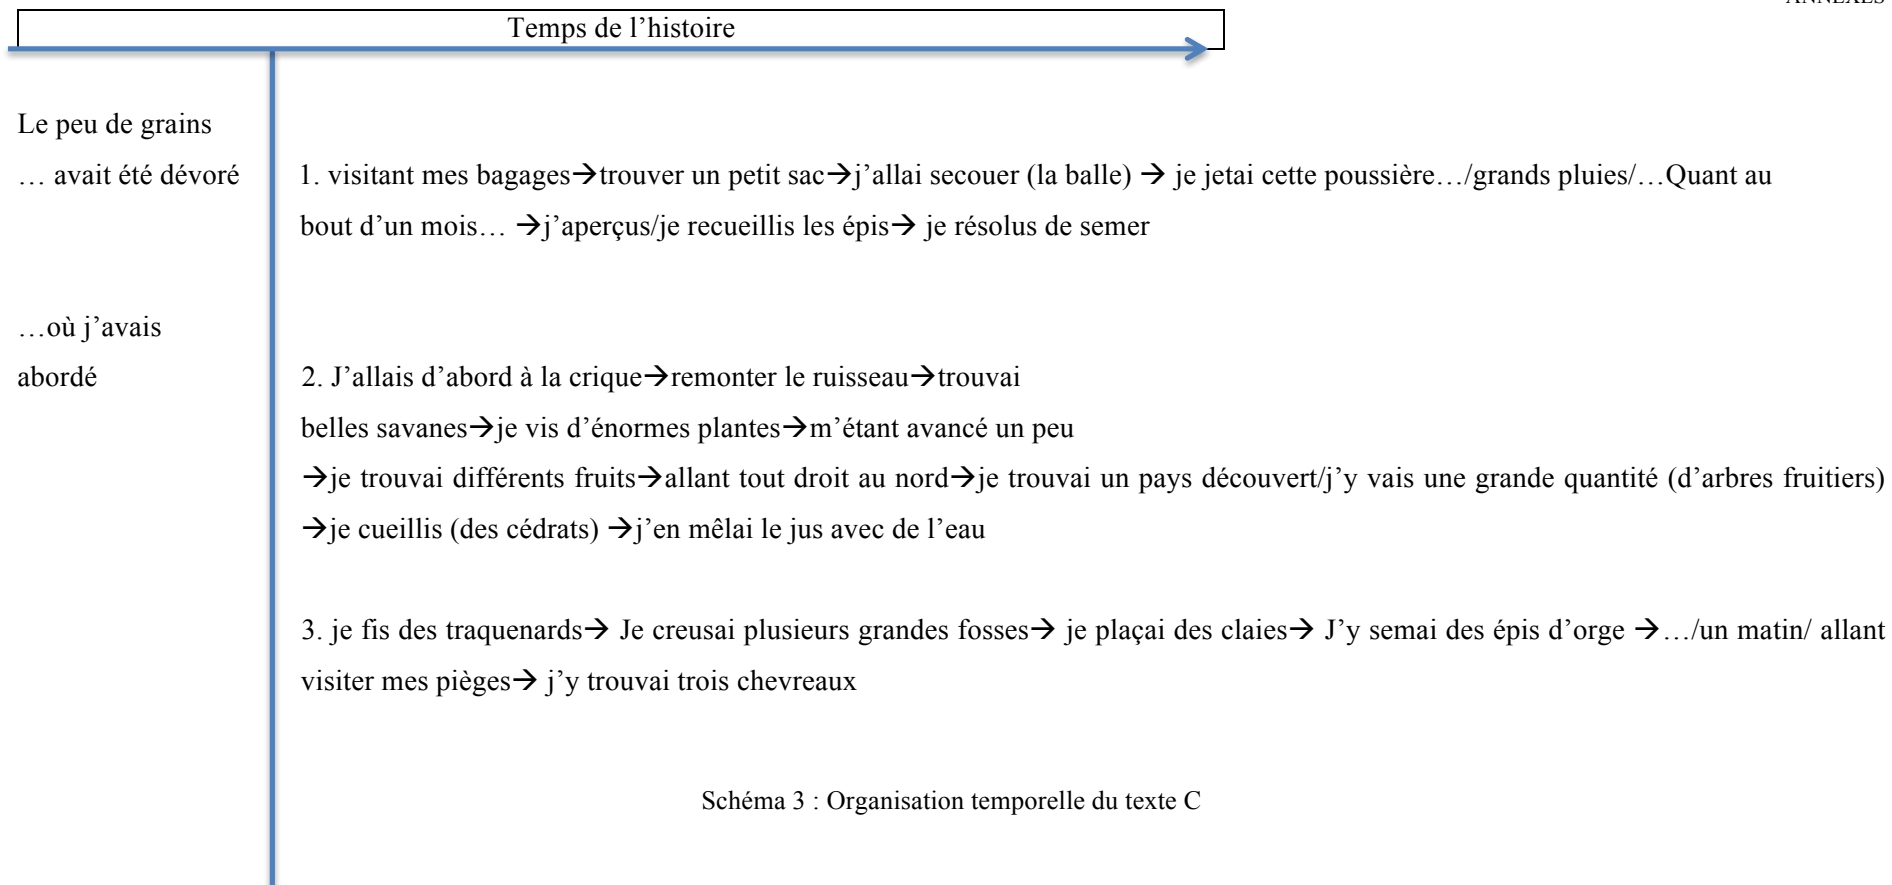 ANNEXES
Temps de l’histoire
Le peu de grains
… avait été dévoré
1. visitant mes bagages→trouver un petit sac→j’allai secouer (la balle) → je jetai cette poussière…/grands pluies/…Quant au
bout d’un mois… →j’aperçus/je recueillis les épis→ je résolus de semer
…où j’avais
abordé
2. J’allais d’abord à la crique→remonter le ruisseau→trouvai
belles savanes→je vis d’énormes plantes→m’étant avancé un peu
→je trouvai différents fruits→allant tout droit au nord→je trouvai un pays découvert/j’y vais une grande quantité (d’arbres fruitiers)
→je cueillis (des cédrats) →j’en mêlai le jus avec de l’eau
3. je fis des traquenards→ Je creusai plusieurs grandes fosses→ je plaçai des claies→ J’y semai des épis d’orge →…/un matin/ allant
visiter mes pièges→ j’y trouvai trois chevreaux
Schéma 3 : Organisation temporelle du texte C